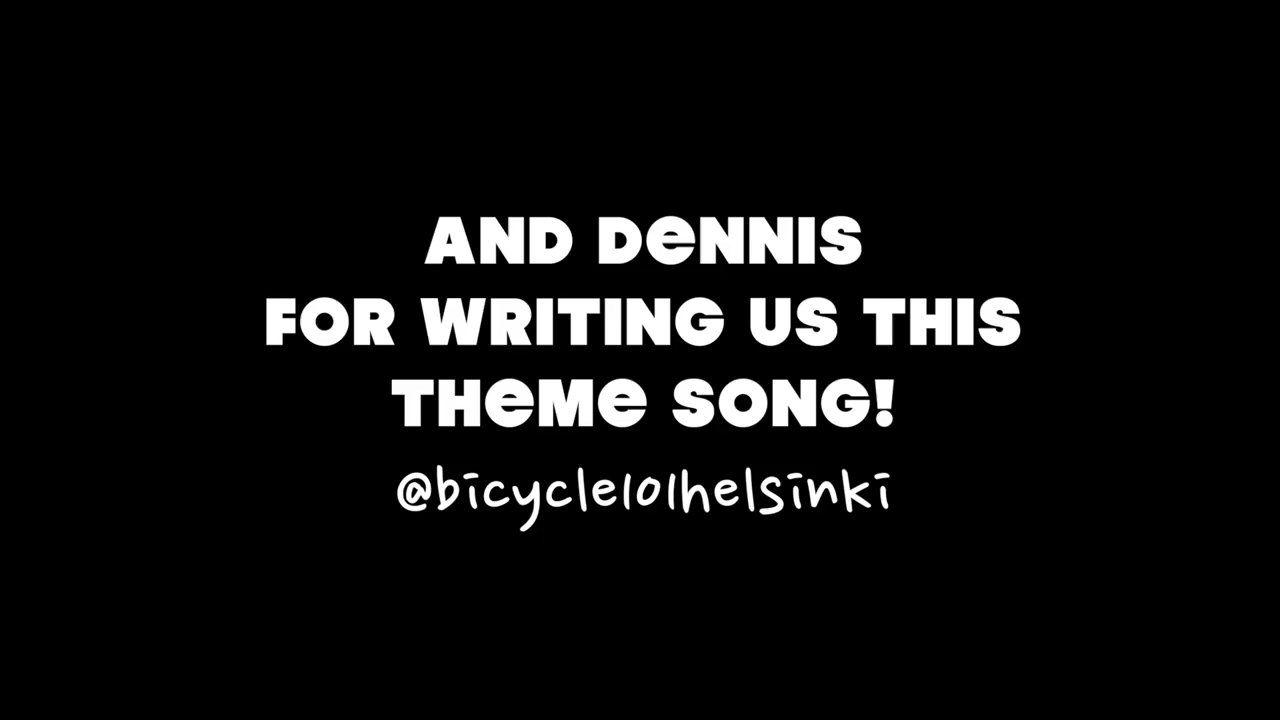 AND DENNIS
FOR WRITING US THIS
THEME SONG!
@bicycle101helsinki